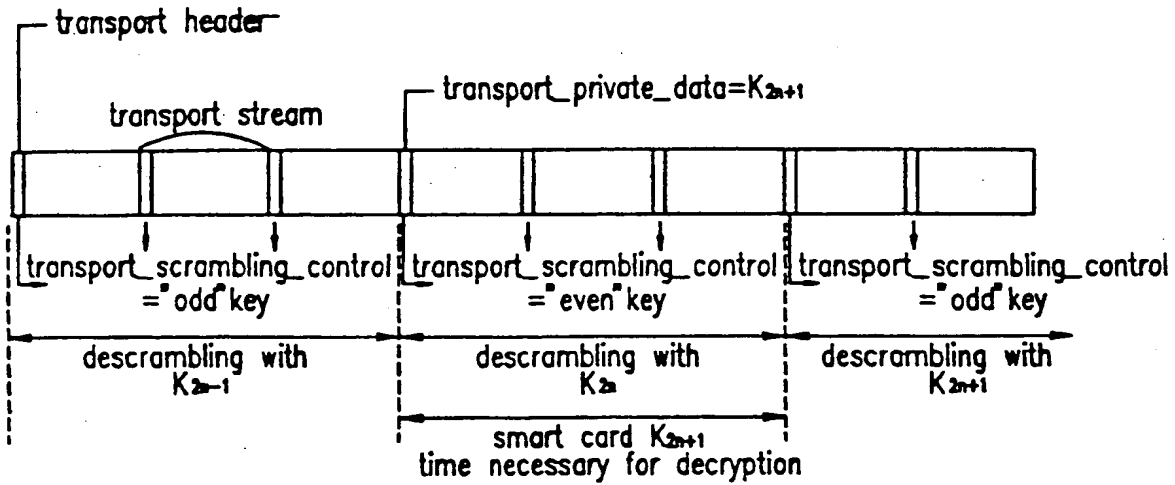 transport header
transport_private_data=K2n+1
transport stream
transport_scrambling_control
="odd"key
transport_scrambling_control
="even"key
transport_scrambling_control
="odd"key
descrambling with
K2n-1
descrambling with
K2n
descrambling with
K2n+1
smart card K2n+1
time necessary for decryption